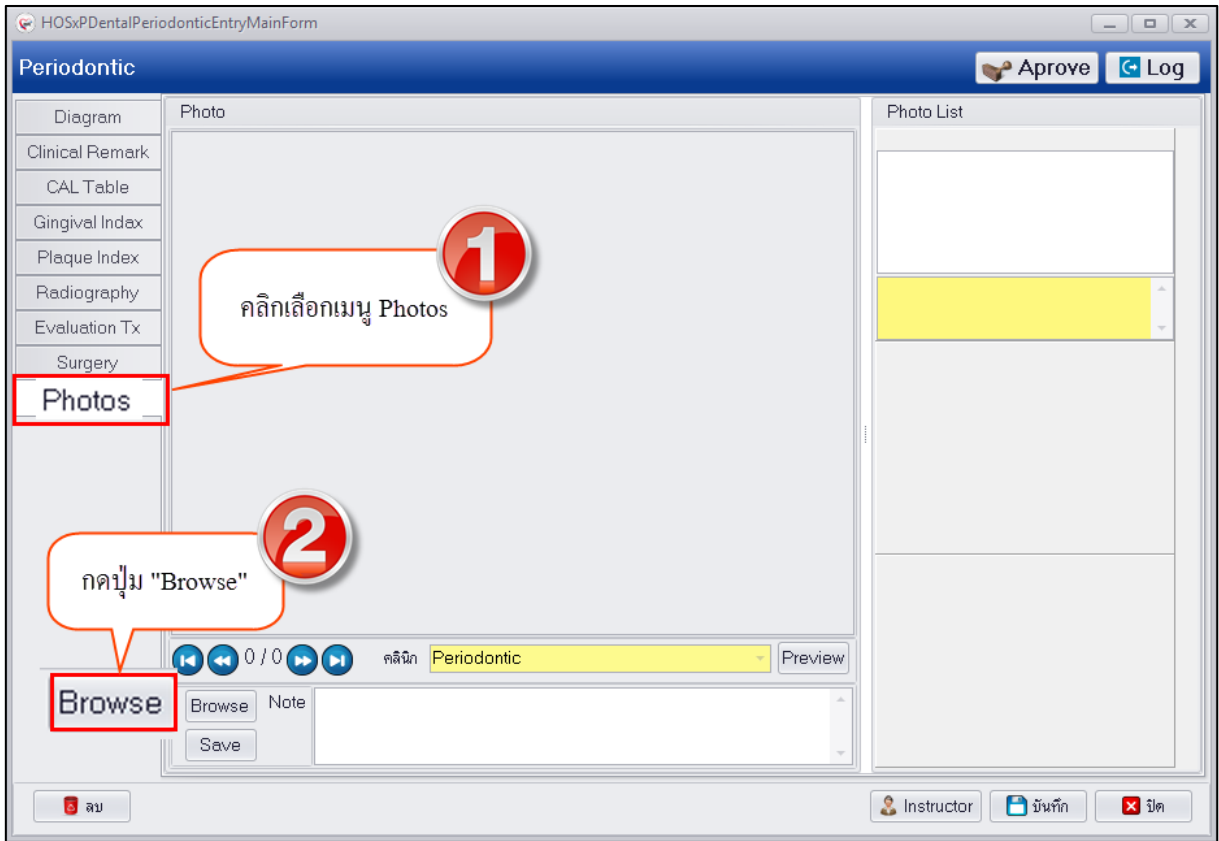 HOSxPDentalPeriodonticEntryMainForm
Periodontic
Aprove
Log
Diagram
Clinical Remark
CAL Table
Gingival Indax
Plaque Index
Radiography
Evaluation Tx
Surgery
Photos
Photo
Photo List
1
คลิกเลือกเมนู Photos
2
กดปุ่ม "Browse"
0 / 0
คลินิก
Periodontic
Preview
Browse
Browse
Note
Save
ลบ
Instructor
บันทึก
ปิด